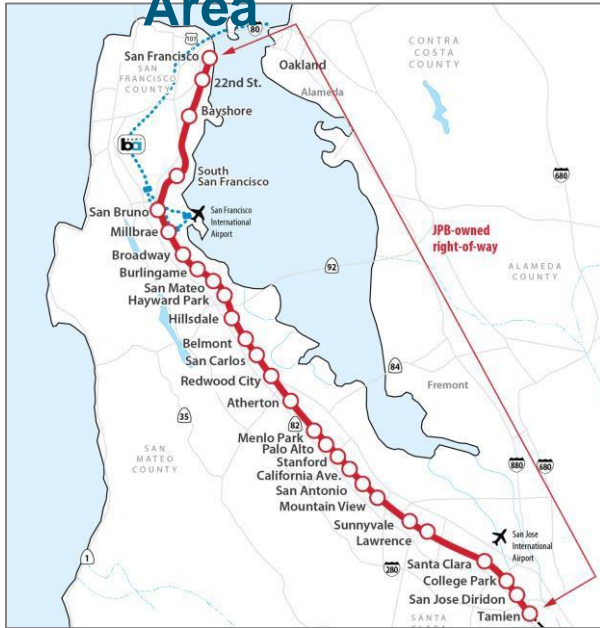 Area
101
80
San Francisco
SAN
FRANCISCO
COUNTY
22nd St.
Bayshore
ba
South
San Francisco
San Bruno
Millbrae
San Francisco
International
Airport
Broadway
Burlingame
San Mateo
Hayward Park
Hillsdale
Belmont
San Carlos
Redwood City
Atherton
Menlo Park
Palo Alto
Stanford
California Ave.
San Antonio
Mountain View
Sunnyvale
Lawrence
Santa Clara
College Park
San Jose Diridon
Tamien
Oakland
Alameda
CONTRA
COSTA
COUNTY
680
JPB-owned
right-of-way
92
ALAMEDA
COUNTY
84
Fremont
35
82
SAN
MATEO
COUNTY
880
680
San Jose
International
Airport
280
1
SANTA